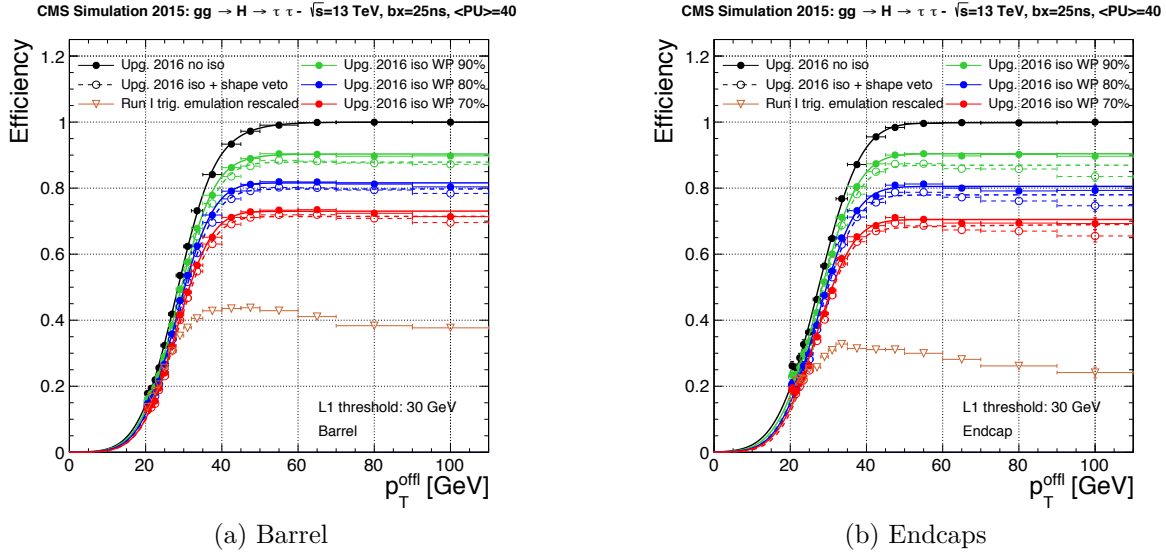 CMS Simulation 2015: gg → H → τ τ - √s=13 TeV, bx=25ns, <PU>=40
Efficiency
1.2
1
0.8
0.6
0.4
0.2
0
Upg. 2016 no iso
Upg. 2016 iso + shape veto
Run I trig. emulation rescaled
Upg. 2016 iso WP 90%
Upg. 2016 iso WP 80%
Upg. 2016 iso WP 70%
L1 threshold: 30 GeV
Barrel
0 20 40 60 80 100
p_T^offl [GeV]
(a) Barrel
CMS Simulation 2015: gg → H → τ τ - √s=13 TeV, bx=25ns, <PU>=40
Efficiency
1.2
1
0.8
0.6
0.4
0.2
0
Upg. 2016 no iso
Upg. 2016 iso + shape veto
Run I trig. emulation rescaled
Upg. 2016 iso WP 90%
Upg. 2016 iso WP 80%
Upg. 2016 iso WP 70%
L1 threshold: 30 GeV
Endcap
0 20 40 60 80 100
p_T^offl [GeV]
(b) Endcaps